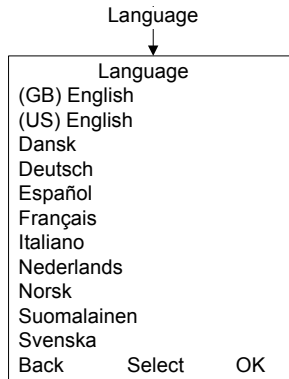 Language
Language
(GB) English
(US) English
Dansk
Deutsch
Español
Français
Italiano
Nederlands
Norsk
Suomalainen
Svenska
Back Select OK